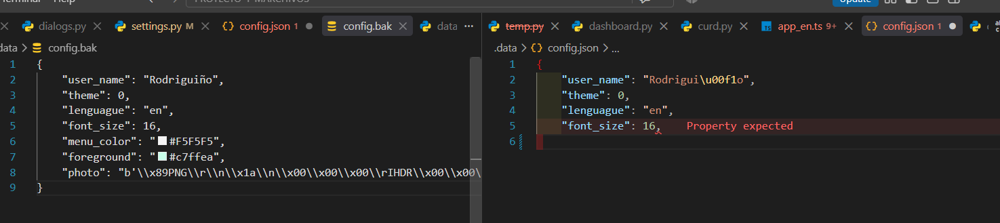 Terminal Help
PROYECTO 4 MARCHIVOS
Update
dialogs.py
settings.py M
config.json 1
config.bak
data
temp.py
dashboard.py
curd.py
app_en.ts 9+
config.json 1
data > config.bak
1 {
2 "user_name": "Rodriguiño",
3 "theme": 0,
4 "lenguague": "en",
5 "font_size": 16,
6 "menu_color": "#F5F5F5",
7 "foreground": "#c7ffea",
8 "photo": "b'\\x89PNG\\r\\n\\x1a\\n\\x00\\x00\\x00\\rIHDR\\x00\\x00\
9 }
.data > config.json > ...
1 {
2 "user_name": "Rodrigui\u00f1o",
3 "theme": 0,
4 "lenguague": "en",
5 "font_size": 16, Property expected
6